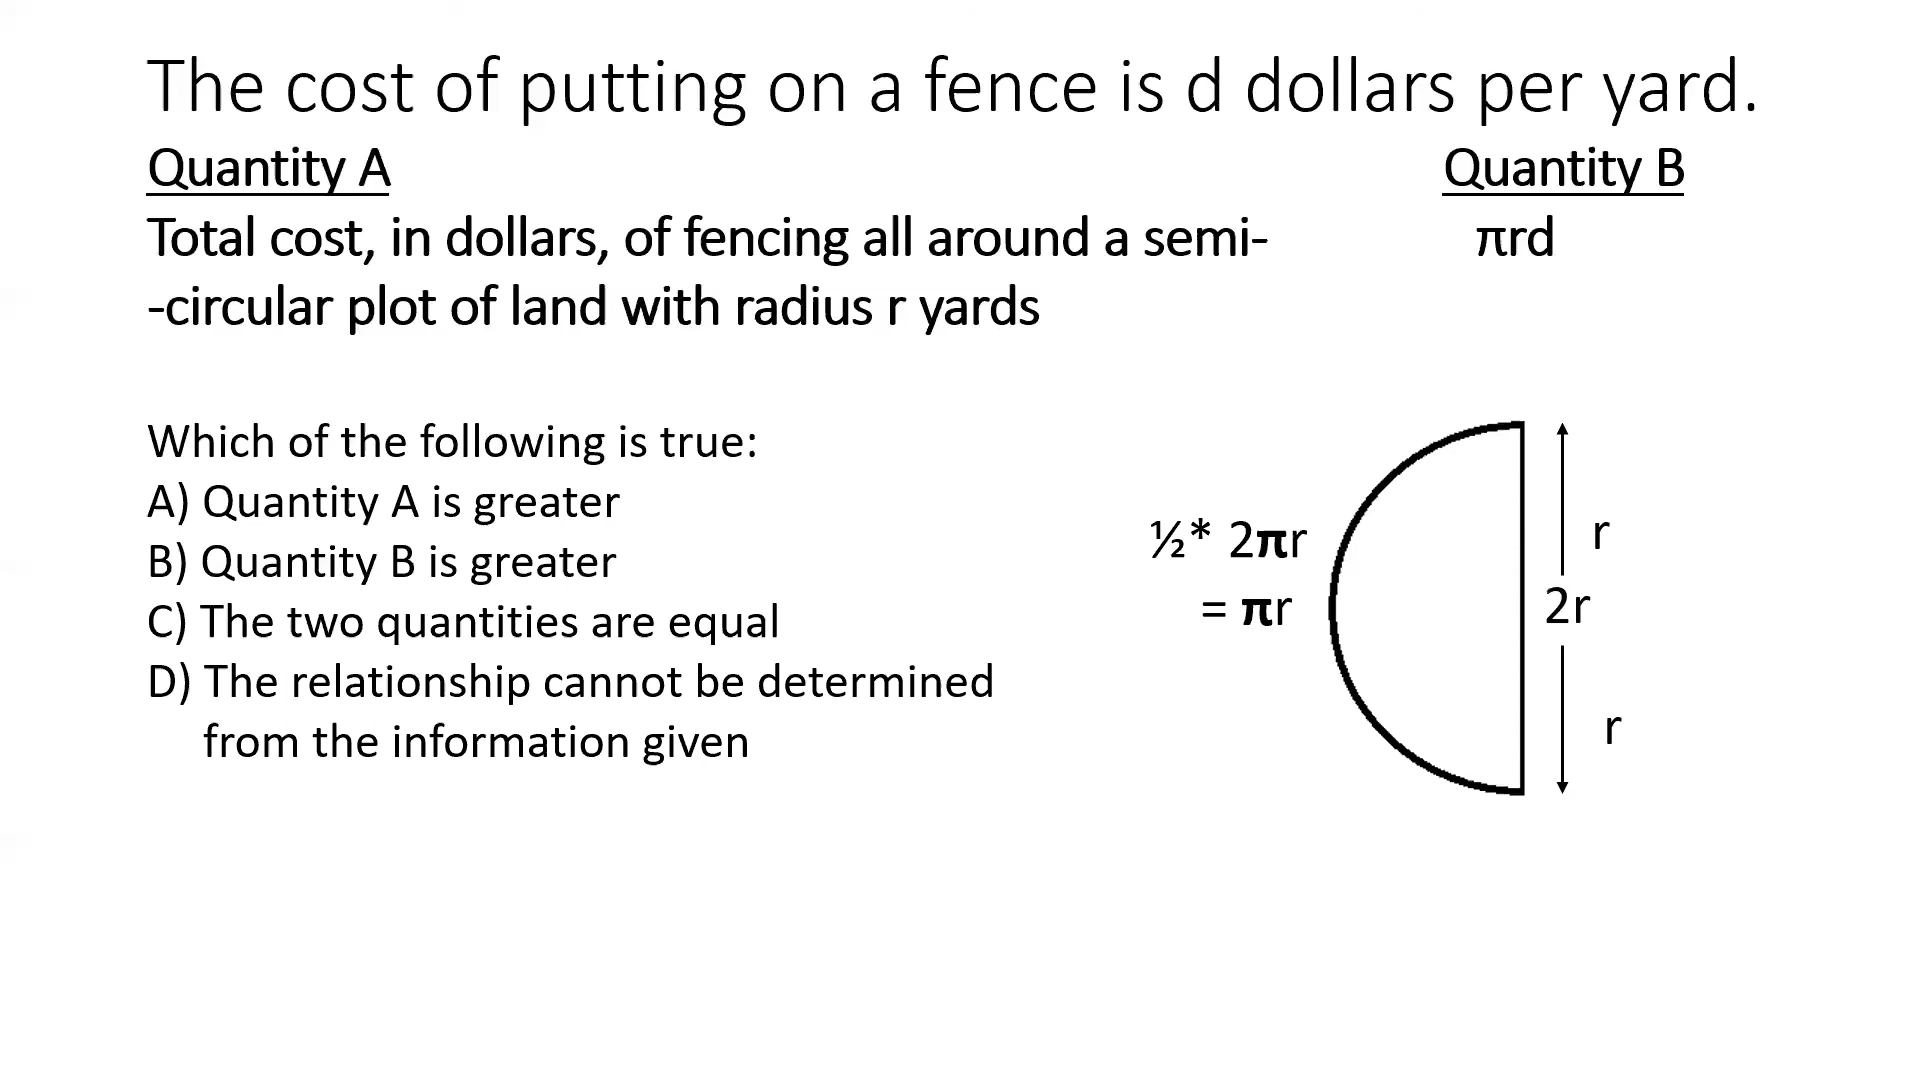 The cost of putting on a fence is d dollars per yard.
Quantity A Quantity B
Total cost, in dollars, of fencing all around a semi- πrd
-circular plot of land with radius r yards
Which of the following is true:
A) Quantity A is greater
B) Quantity B is greater
C) The two quantities are equal
D) The relationship cannot be determined
from the information given
½* 2πr
= πr
r
2r
r